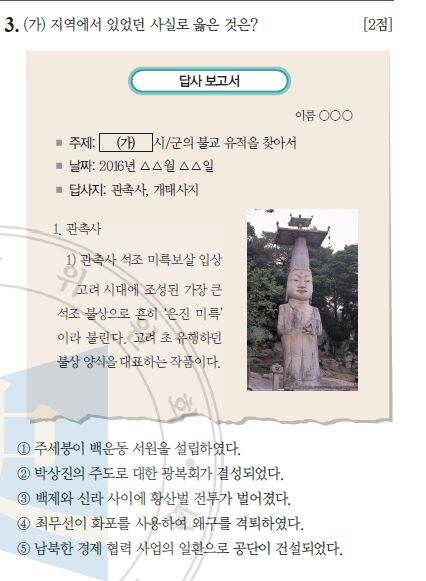 3. (가) 지역에서 있었던 사실로 옳은 것은? [2점]
답사 보고서
이름 ○○○
■ 주제: (가) 시/군의 불교 유적을 찾아서
■ 날짜: 2016년 △△월 △△일
■ 답사지: 관촉사, 개태사지
1. 관촉사
1) 관촉사 석조 미륵보살 입상
고려 시대에 조성된 가장 큰
석조 불상으로 흔히 '은진 미륵'
이라 불린다. 고려 초 유행하던
불상 양식을 대표하는 작품이다.
① 주세붕이 백운동 서원을 설립하였다.
② 박상진의 주도로 대한 광복회가 결성되었다.
③ 백제와 신라 사이에 황산벌 전투가 벌어졌다.
④ 최무선이 화포를 사용하여 왜구를 격퇴하였다.
⑤ 남북한 경제 협력 사업의 일환으로 공단이 건설되었다.